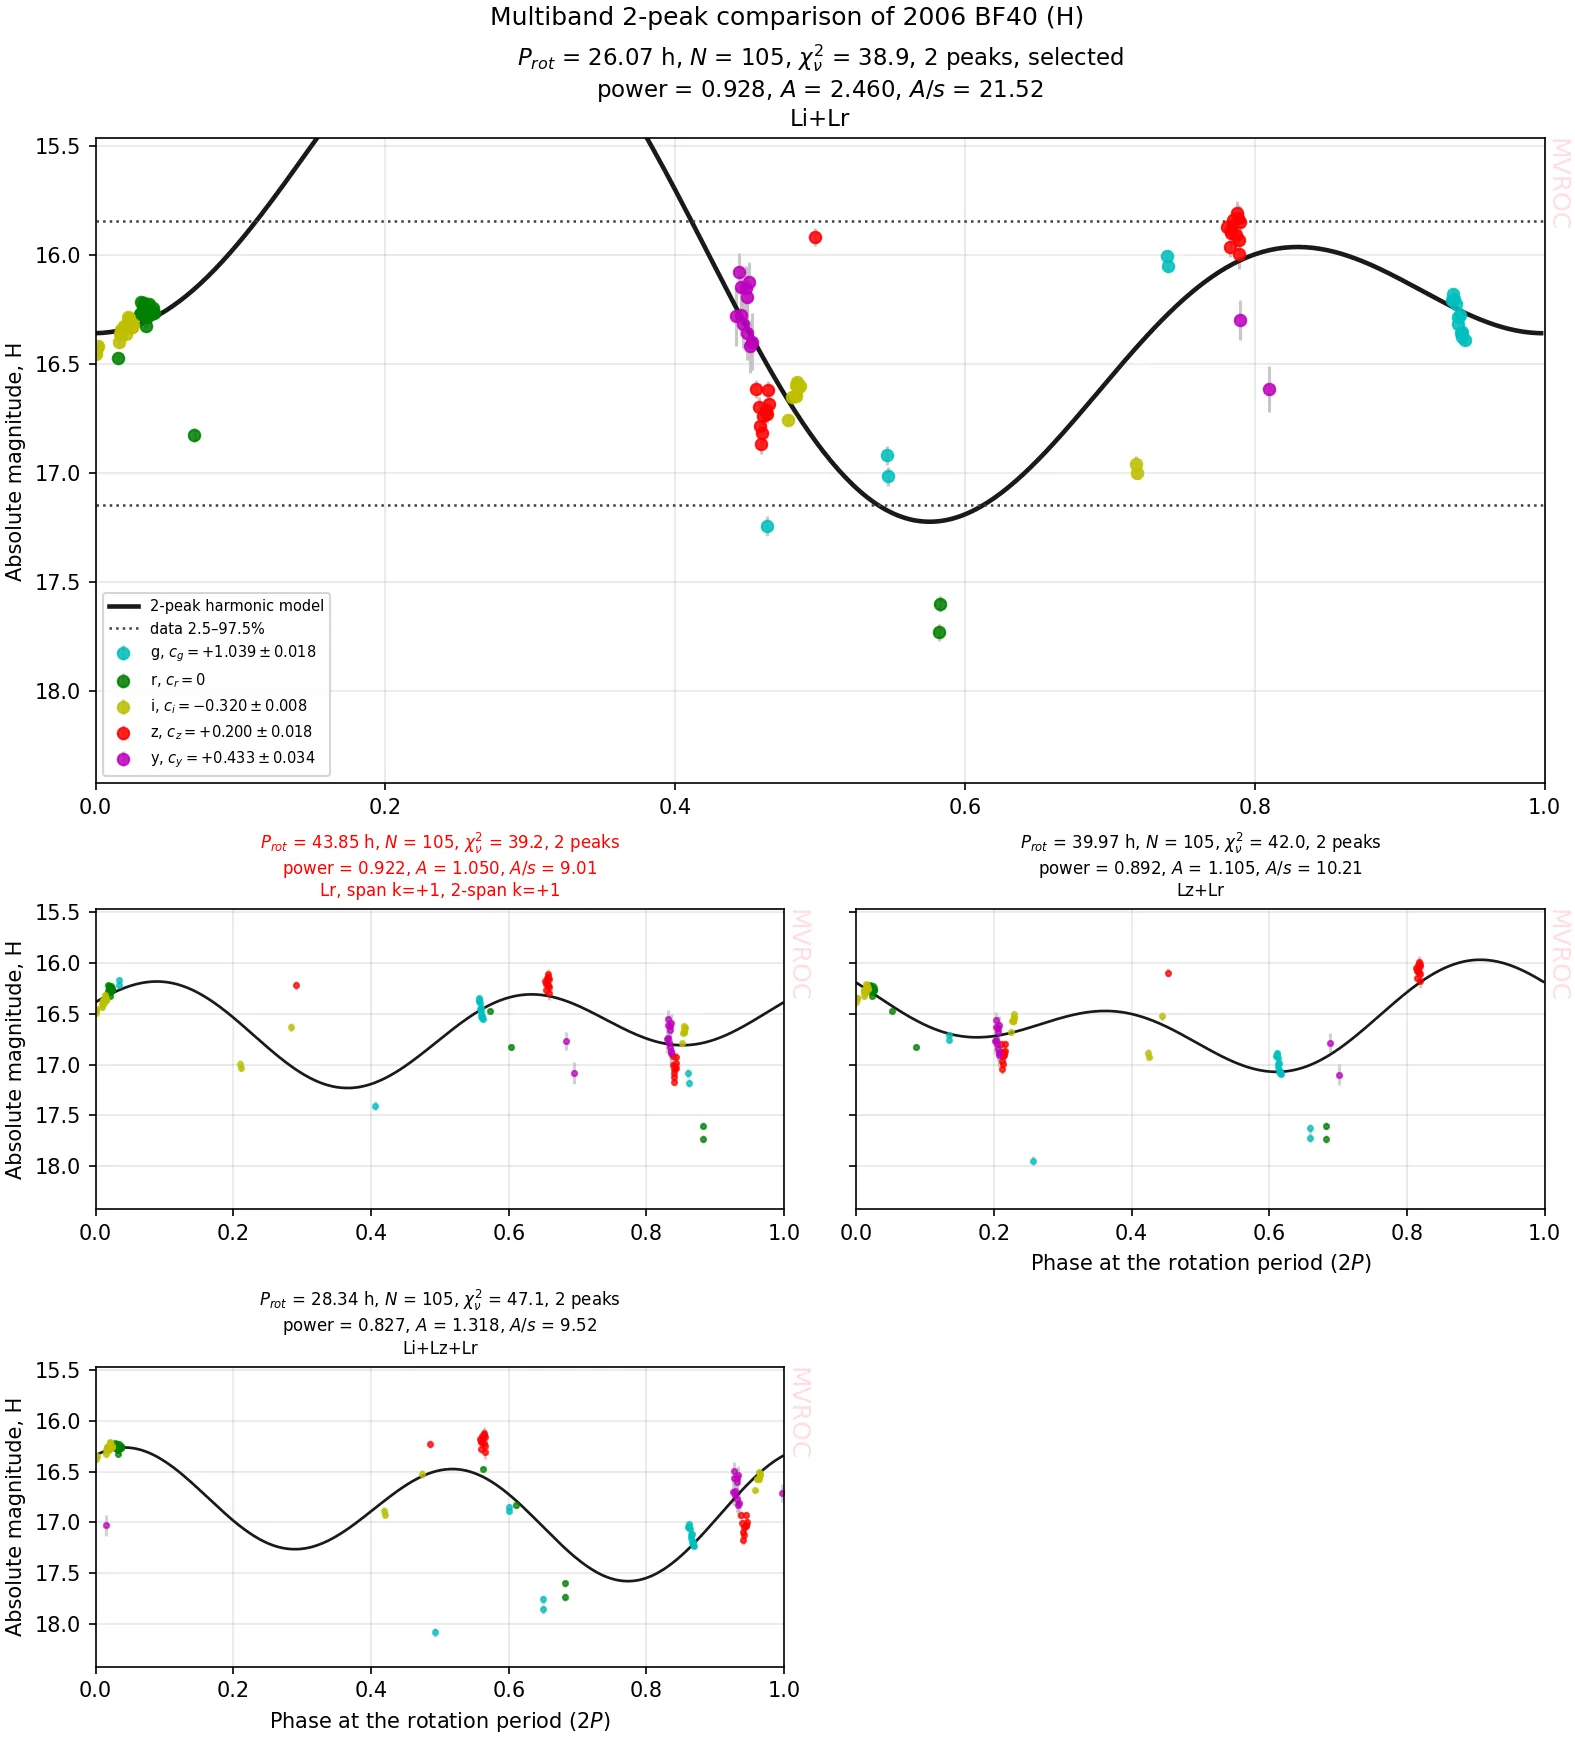 Multiband 2-peak comparison of 2006 BF40 (H)
P_rot = 26.07 h, N = 105, χ²_ν = 38.9, 2 peaks, selected
power = 0.928, A = 2.460, A/s = 21.52
Li+Lr
15.5
16.0
16.5
17.0
17.5
18.0
Absolute magnitude, H
MVROC
2-peak harmonic model
data 2.5–97.5%
g, c_g = +1.039 ± 0.018
r, c_r = 0
i, c_i = −0.320 ± 0.008
z, c_z = +0.200 ± 0.018
y, c_y = +0.433 ± 0.034
0.0 0.2 0.4 0.6 0.8 1.0
P_rot = 43.85 h, N = 105, χ²_ν = 39.2, 2 peaks
power = 0.922, A = 1.050, A/s = 9.01
Lr, span k=+1, 2-span k=+1
15.5
16.0
16.5
17.0
17.5
18.0
Absolute magnitude, H
MVROC
0.0 0.2 0.4 0.6 0.8 1.0
P_rot = 39.97 h, N = 105, χ²_ν = 42.0, 2 peaks
power = 0.892, A = 1.105, A/s = 10.21
Lz+Lr
MVROC
0.0 0.2 0.4 0.6 0.8 1.0
Phase at the rotation period (2P)
P_rot = 28.34 h, N = 105, χ²_ν = 47.1, 2 peaks
power = 0.827, A = 1.318, A/s = 9.52
Li+Lz+Lr
15.5
16.0
16.5
17.0
17.5
18.0
Absolute magnitude, H
MVROC
0.0 0.2 0.4 0.6 0.8 1.0
Phase at the rotation period (2P)